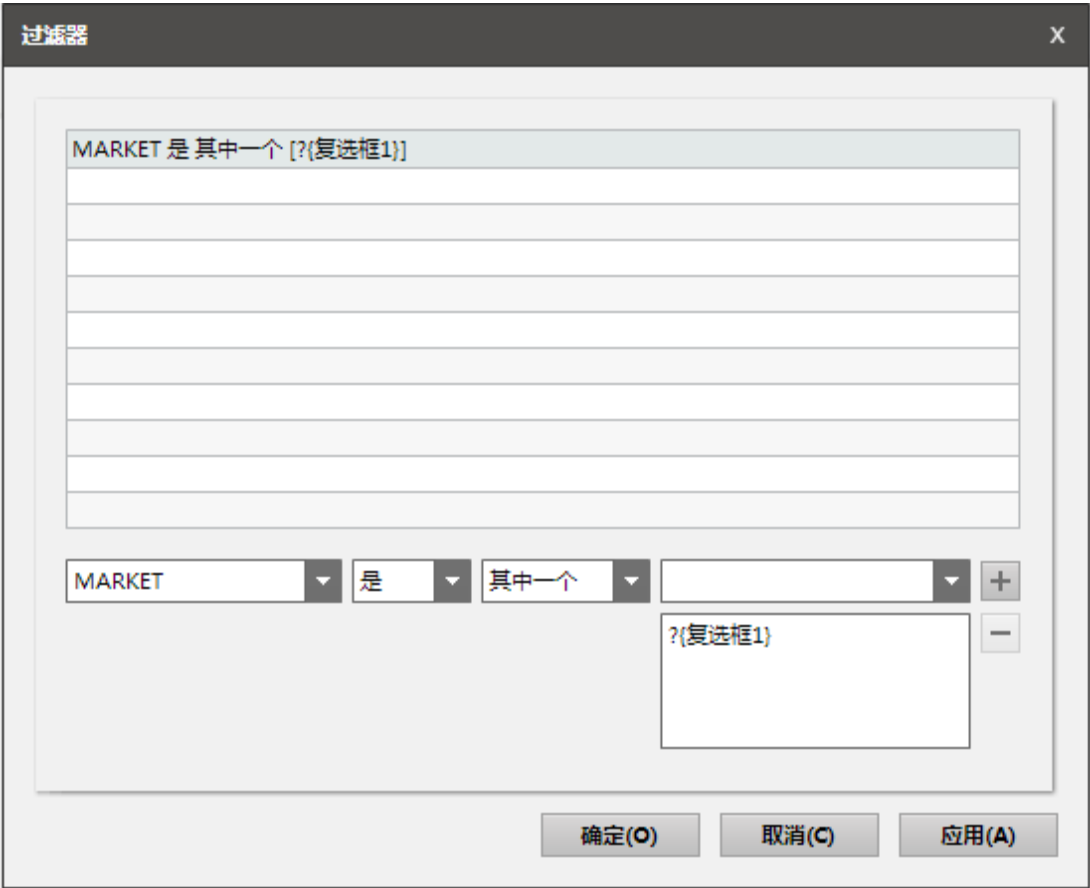 过滤器 X
MARKET 是 其中一个 [?{复选框1}]
MARKET 是 其中一个
?{复选框1}
确定(O) 取消(C) 应用(A)